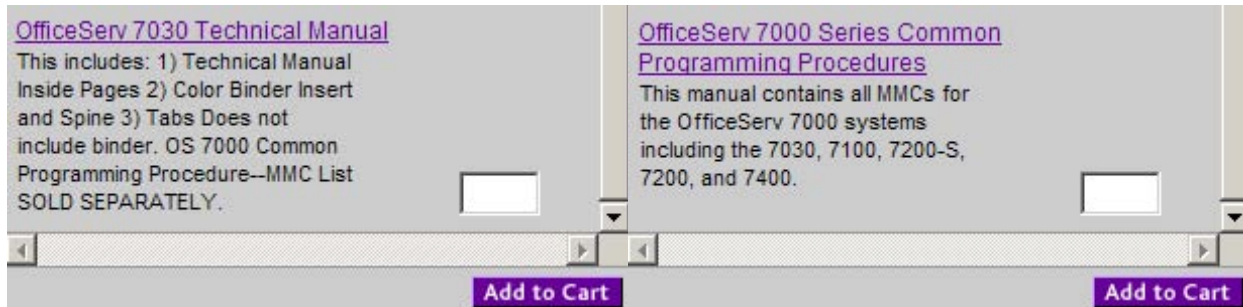 OfficeServ 7030 Technical Manual
This includes: 1) Technical Manual
Inside Pages 2) Color Binder Insert
and Spine 3) Tabs Does not
include binder. OS 7000 Common
Programming Procedure--MMC List
SOLD SEPARATELY.
Add to Cart
OfficeServ 7000 Series Common
Programming Procedures
This manual contains all MMCs for
the OfficeServ 7000 systems
including the 7030, 7100, 7200-S,
7200, and 7400.
Add to Cart